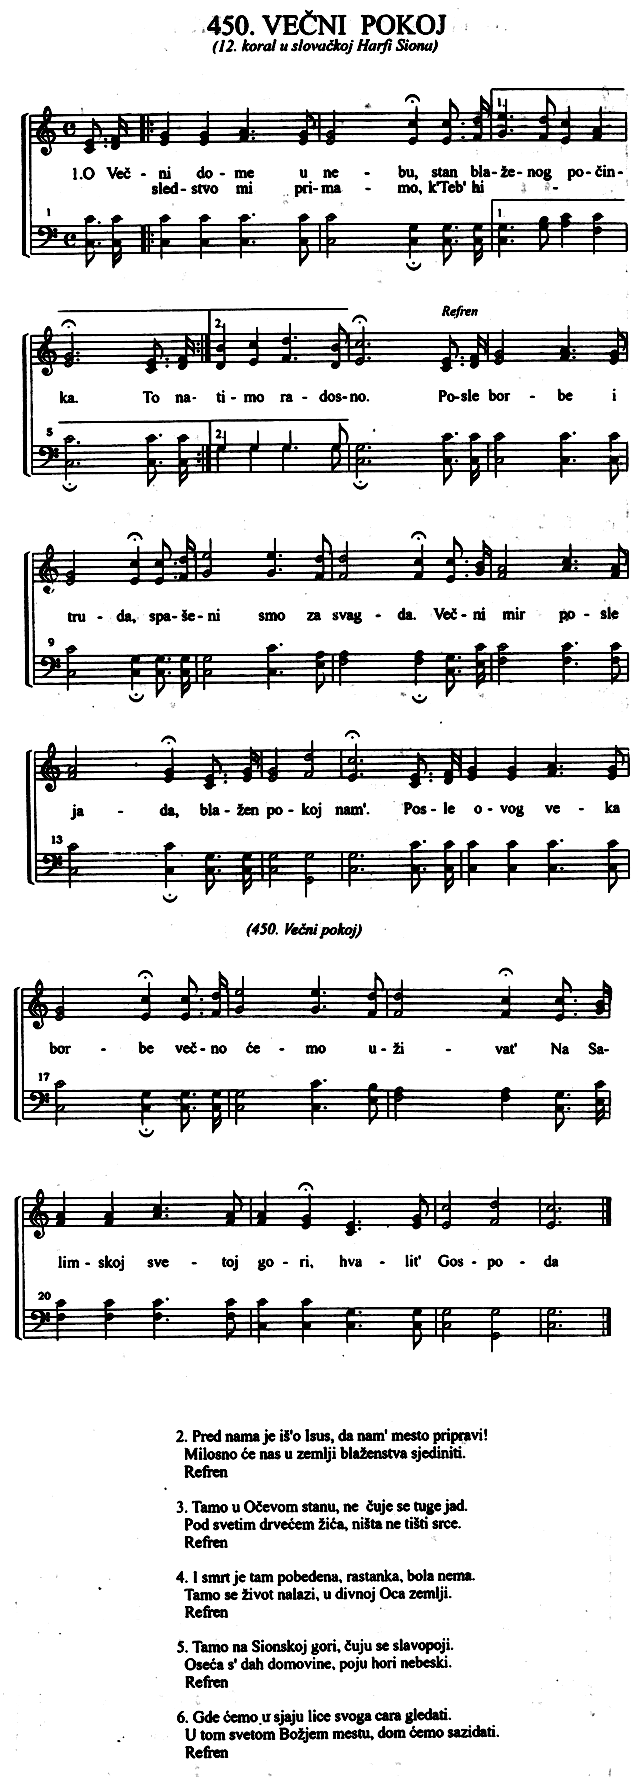 450. VEČNI POKOJ
(12. koral u slovačkoj Harfi Siona)
1.
1.O Več - ni do - me u ne - bu, stan bla-že-nog po-čin-
sled-stvo mi pri-ma - mo, k'Teb' hi -
1
1
2. Refren
ka. To na-ti-mo ra-dos-no. Po-sle bor - be i
5
2.
tru - da, spa-še-ni smo za svag - da. Več-ni mir po - sle
9
ja - da, bla-žen po-koj nam'. Pos - le o - vog ve - ka
13
(450. Večni pokoj)
bor - be več-no će - mo u-ži - vat' Na Sa-
17
lim - skoj sve - toj go - ri, hva - lit' Gos - po - da
20
2. Pred nama je iš'o Isus, da nam' mesto pripravi!
Milosno će nas u zemlji blaženstva sjediniti.
Refren
3. Tamo u Očevom stanu, ne čuje se tuge jad.
Pod svetim drvećem žića, ništa ne tišti srce.
Refren
4. I smrt je tam pobedena, rastanka, bola nema.
Tamo se život nalazi, u divnoj Oca zemlji.
Refren
5. Tamo na Sionskoj gori, čuju se slavopoji.
Oseća s' dah domovine, poju hori nebeski.
Refren
6. Gde ćemo u sjaju lice svoga cara gledati.
U tom svetom Božjem mestu, dom ćemo sazidati.
Refren